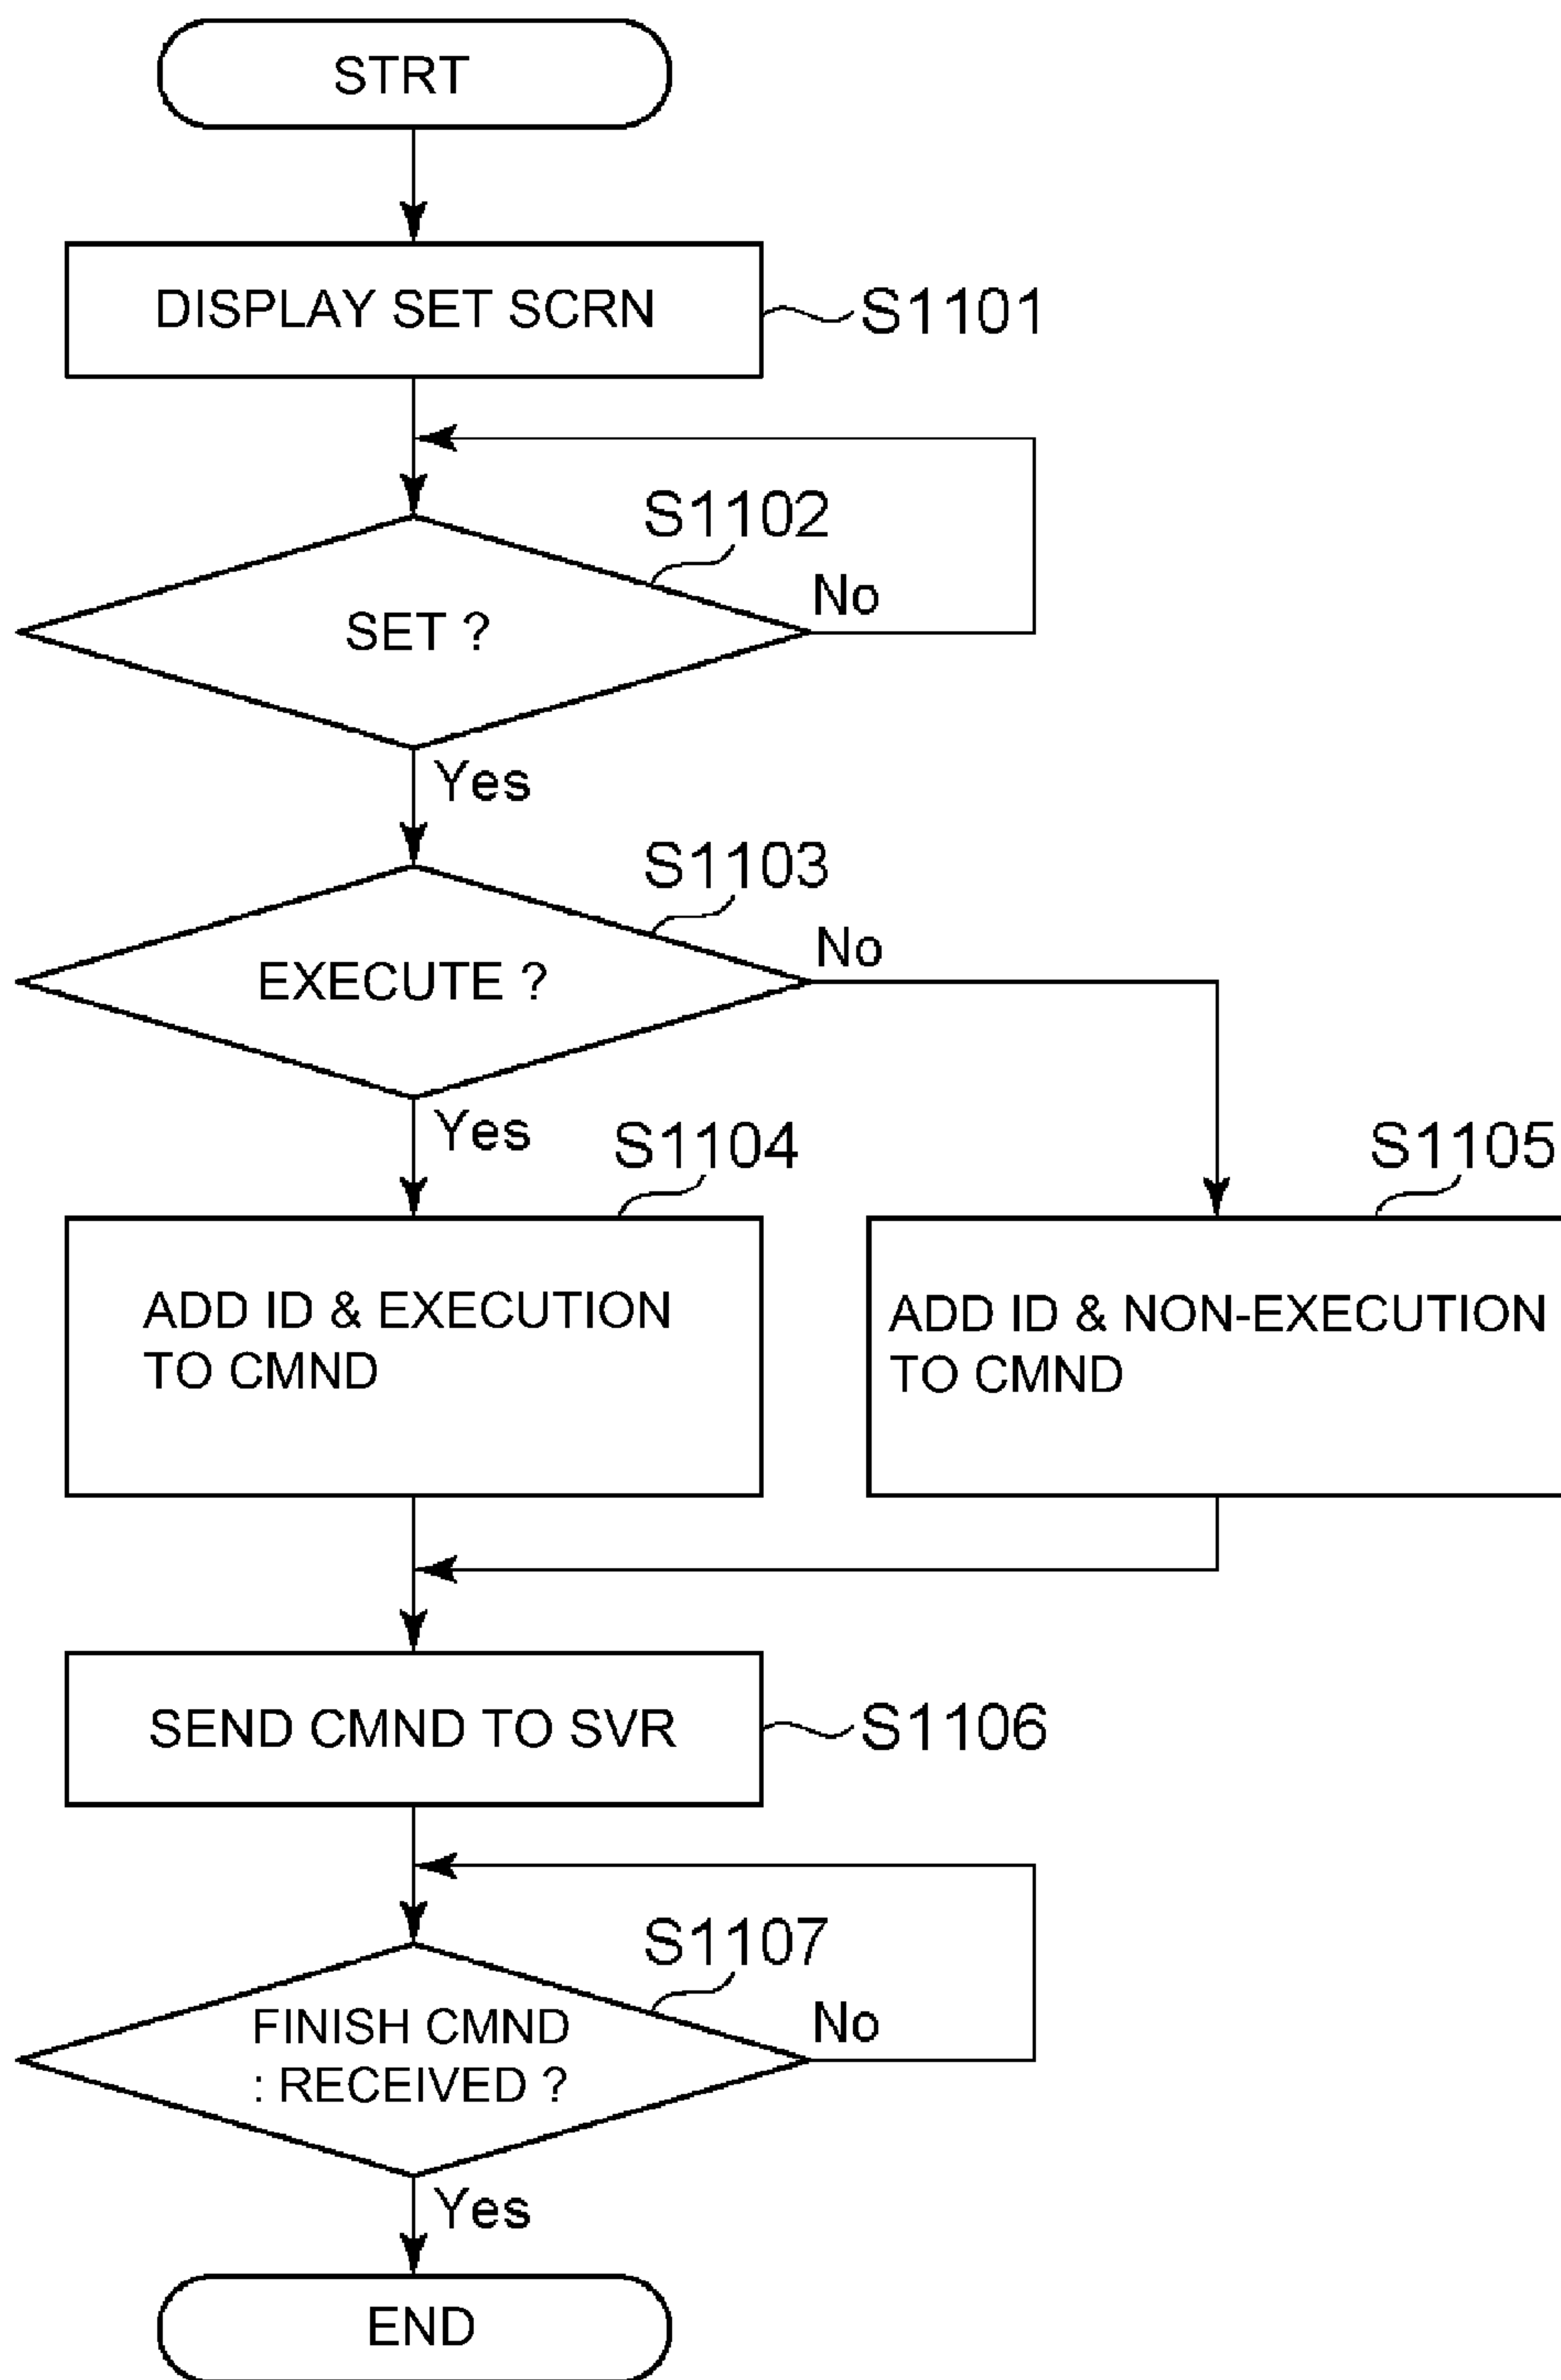 STRT
DISPLAY SET SCRN
S1101
S1102
No
SET ?
Yes
S1103
No
EXECUTE ?
Yes
S1104
S1105
ADD ID & EXECUTION
TO CMND
ADD ID & NON-EXECUTION
TO CMND
SEND CMND TO SVR
S1106
S1107
No
FINISH CMND
: RECEIVED ?
Yes
END